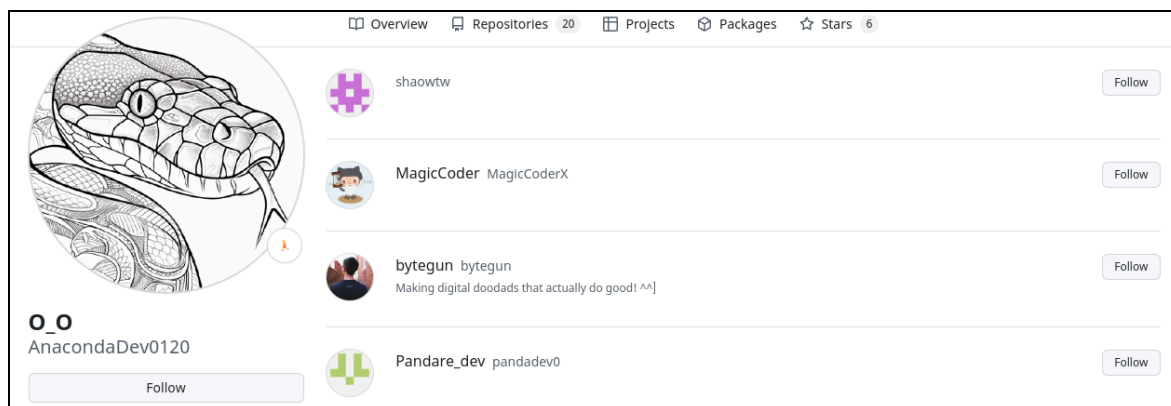 Overview Repositories 20 Projects Packages Stars 6
shaowtw Follow
MagicCoder MagicCoderX Follow
bytegun bytegun Follow
Making digital doodads that actually do good! ^^]
Pandare_dev pandadev0 Follow
O_O
AnacondaDev0120
Follow